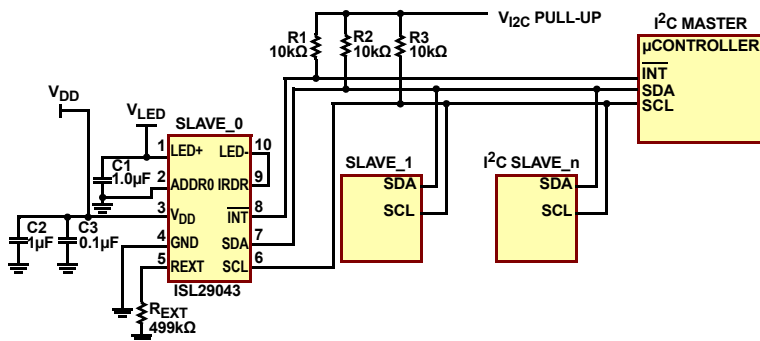 V_I2C PULL-UP
I²C MASTER
µCONTROLLER
INT
SDA
SCL
R1
10kΩ
R2
10kΩ
R3
10kΩ
V_DD
V_LED
SLAVE_0
1
LED+
LED-
10
C1
1.0µF
2
ADDR0
IRDR
9
3
V_DD
INT
8
C2
1µF
C3
0.1µF
4
GND
SDA
7
5
REXT
SCL
6
ISL29043
R_EXT
499kΩ
SLAVE_1
SDA
SCL
I²C SLAVE_n
SDA
SCL